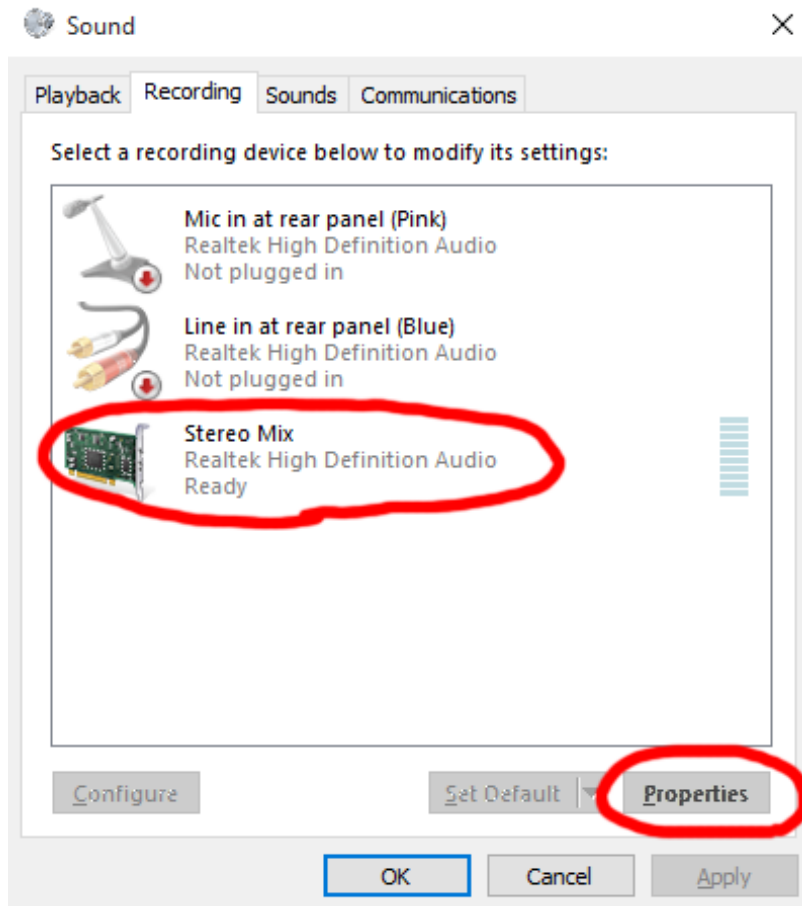 Sound
Playback Recording Sounds Communications
Select a recording device below to modify its settings:
Mic in at rear panel (Pink)
Realtek High Definition Audio
Not plugged in
Line in at rear panel (Blue)
Realtek High Definition Audio
Not plugged in
Stereo Mix
Realtek High Definition Audio
Ready
Configure Set Default Properties
OK Cancel Apply